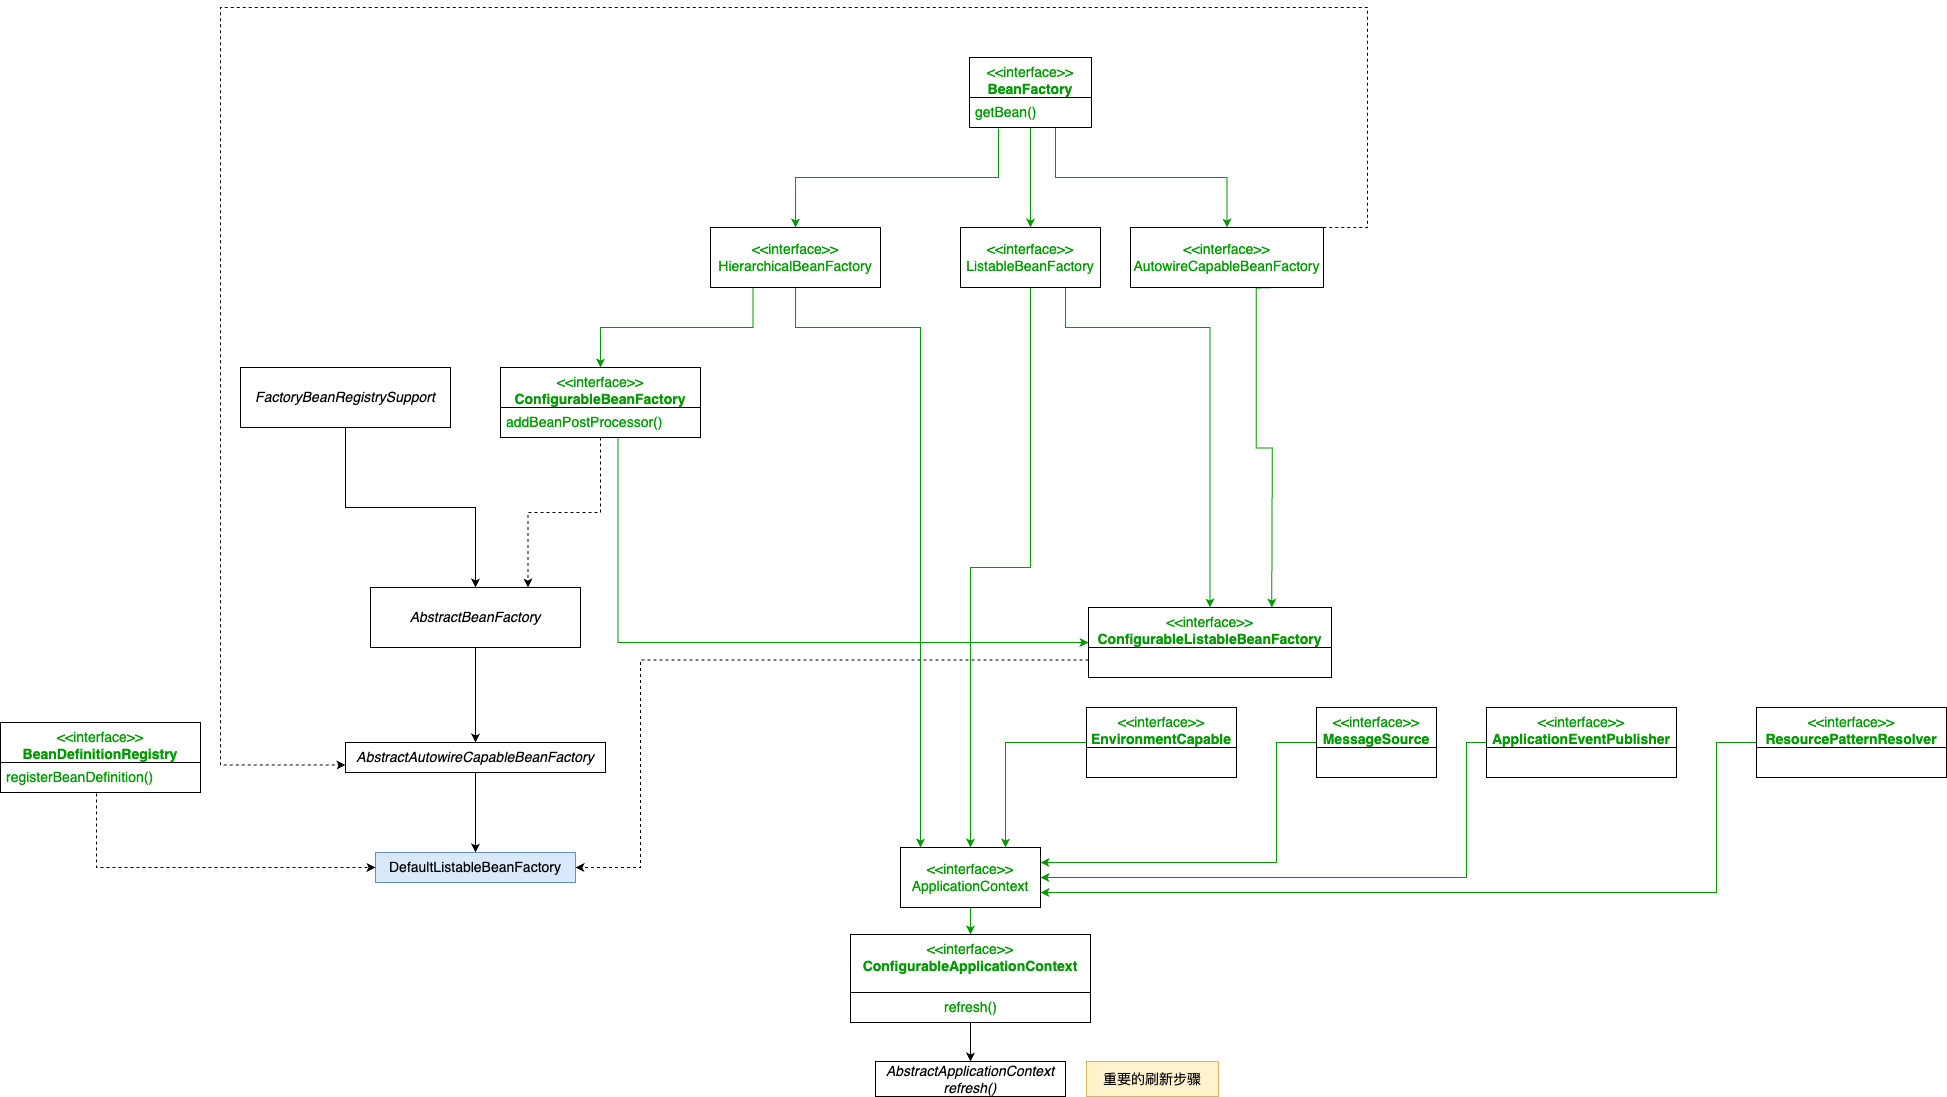 <<interface>>
BeanFactory
getBean()
<<interface>>
HierarchicalBeanFactory
<<interface>>
ListableBeanFactory
<<interface>>
AutowireCapableBeanFactory
FactoryBeanRegistrySupport
<<interface>>
ConfigurableBeanFactory
addBeanPostProcessor()
AbstractBeanFactory
<<interface>>
ConfigurableListableBeanFactory
<<interface>>
BeanDefinitionRegistry
registerBeanDefinition()
AbstractAutowireCapableBeanFactory
<<interface>>
EnvironmentCapable
<<interface>>
MessageSource
<<interface>>
ApplicationEventPublisher
<<interface>>
ResourcePatternResolver
DefaultListableBeanFactory
<<interface>>
ApplicationContext
<<interface>>
ConfigurableApplicationContext
refresh()
AbstractApplicationContext
refresh()
重要的刷新步骤